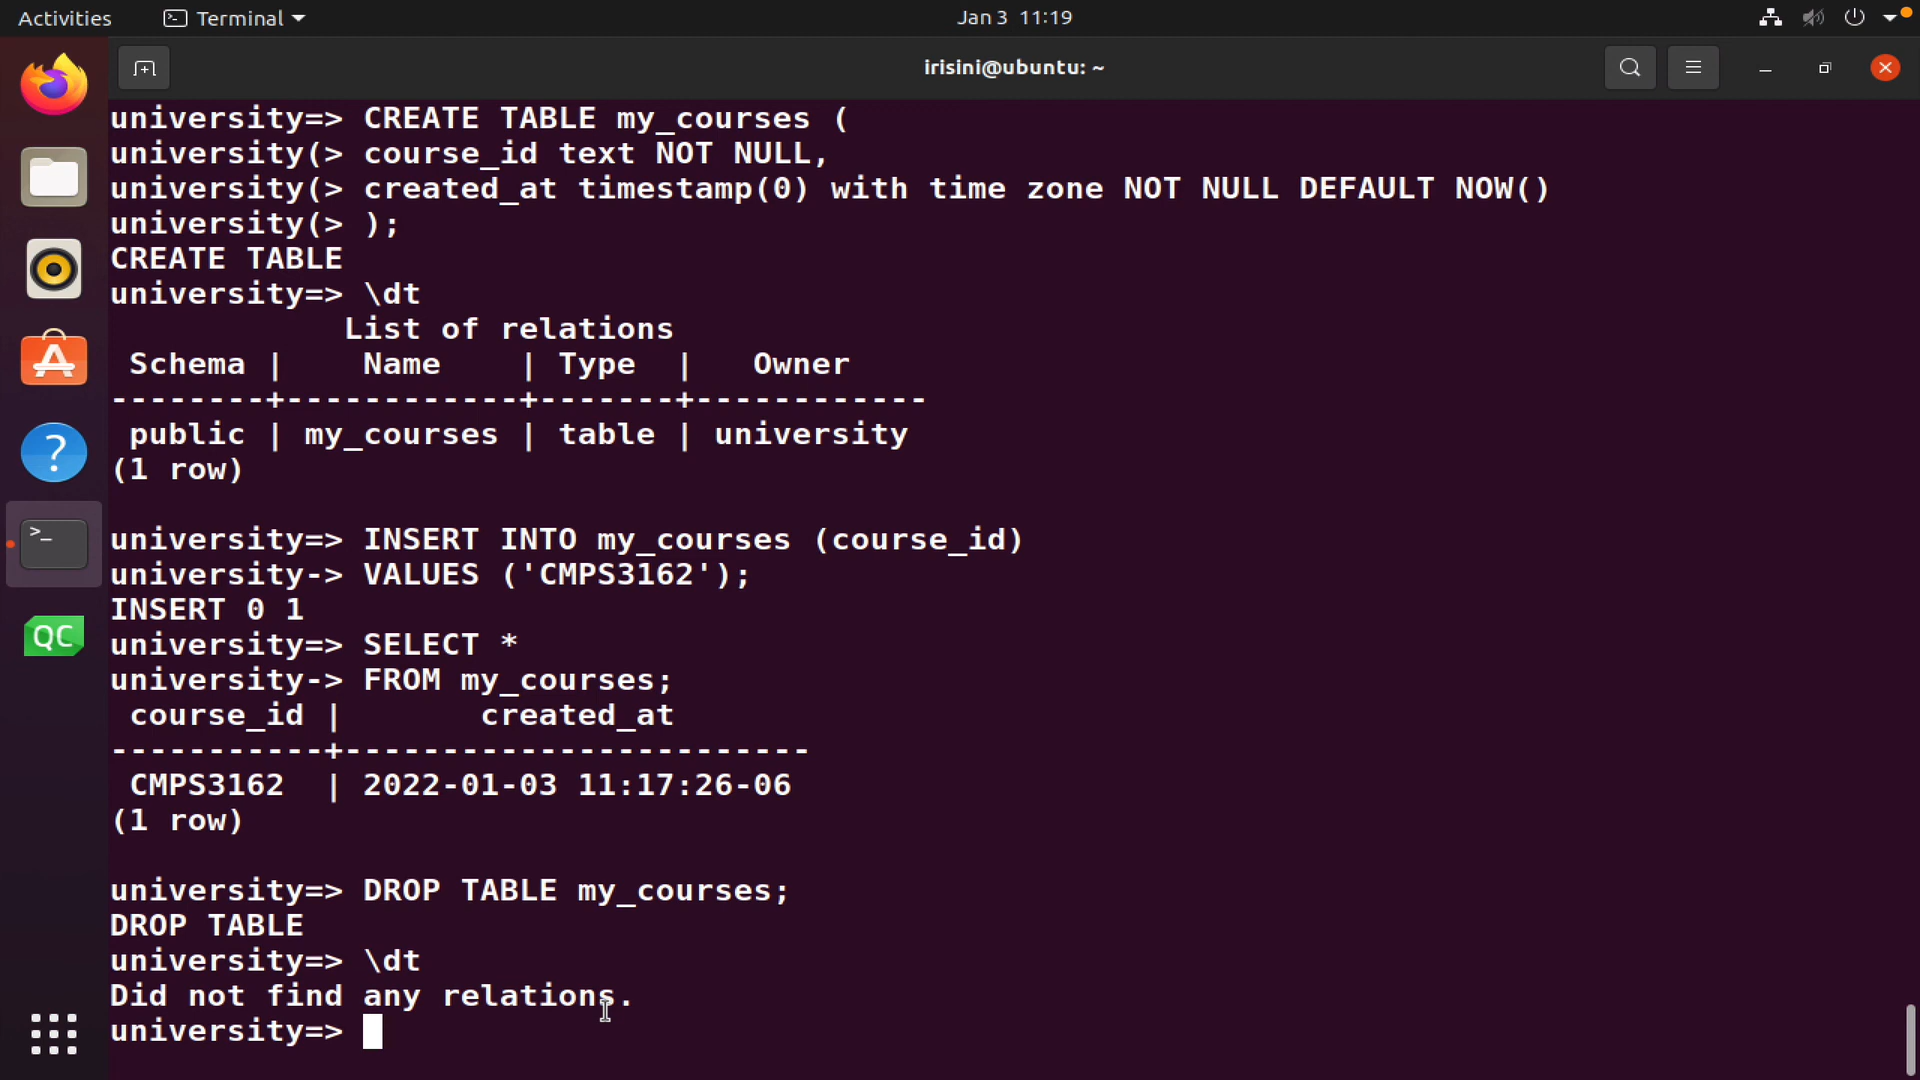 Activities Terminal Jan 3 11:19
irisini@ubuntu: ~
university=> CREATE TABLE my_courses (
university(> course_id text NOT NULL,
university(> created_at timestamp(0) with time zone NOT NULL DEFAULT NOW()
university(> );
CREATE TABLE
university=> \dt
List of relations
Schema | Name | Type | Owner
--------+------------+-------+------------
public | my_courses | table | university
(1 row)
university=> INSERT INTO my_courses (course_id)
university-> VALUES ('CMPS3162');
INSERT 0 1
university=> SELECT *
university-> FROM my_courses;
course_id | created_at
-----------+------------------------
CMPS3162 | 2022-01-03 11:17:26-06
(1 row)
university=> DROP TABLE my_courses;
DROP TABLE
university=> \dt
Did not find any relations.
university=>
?
>_
QC